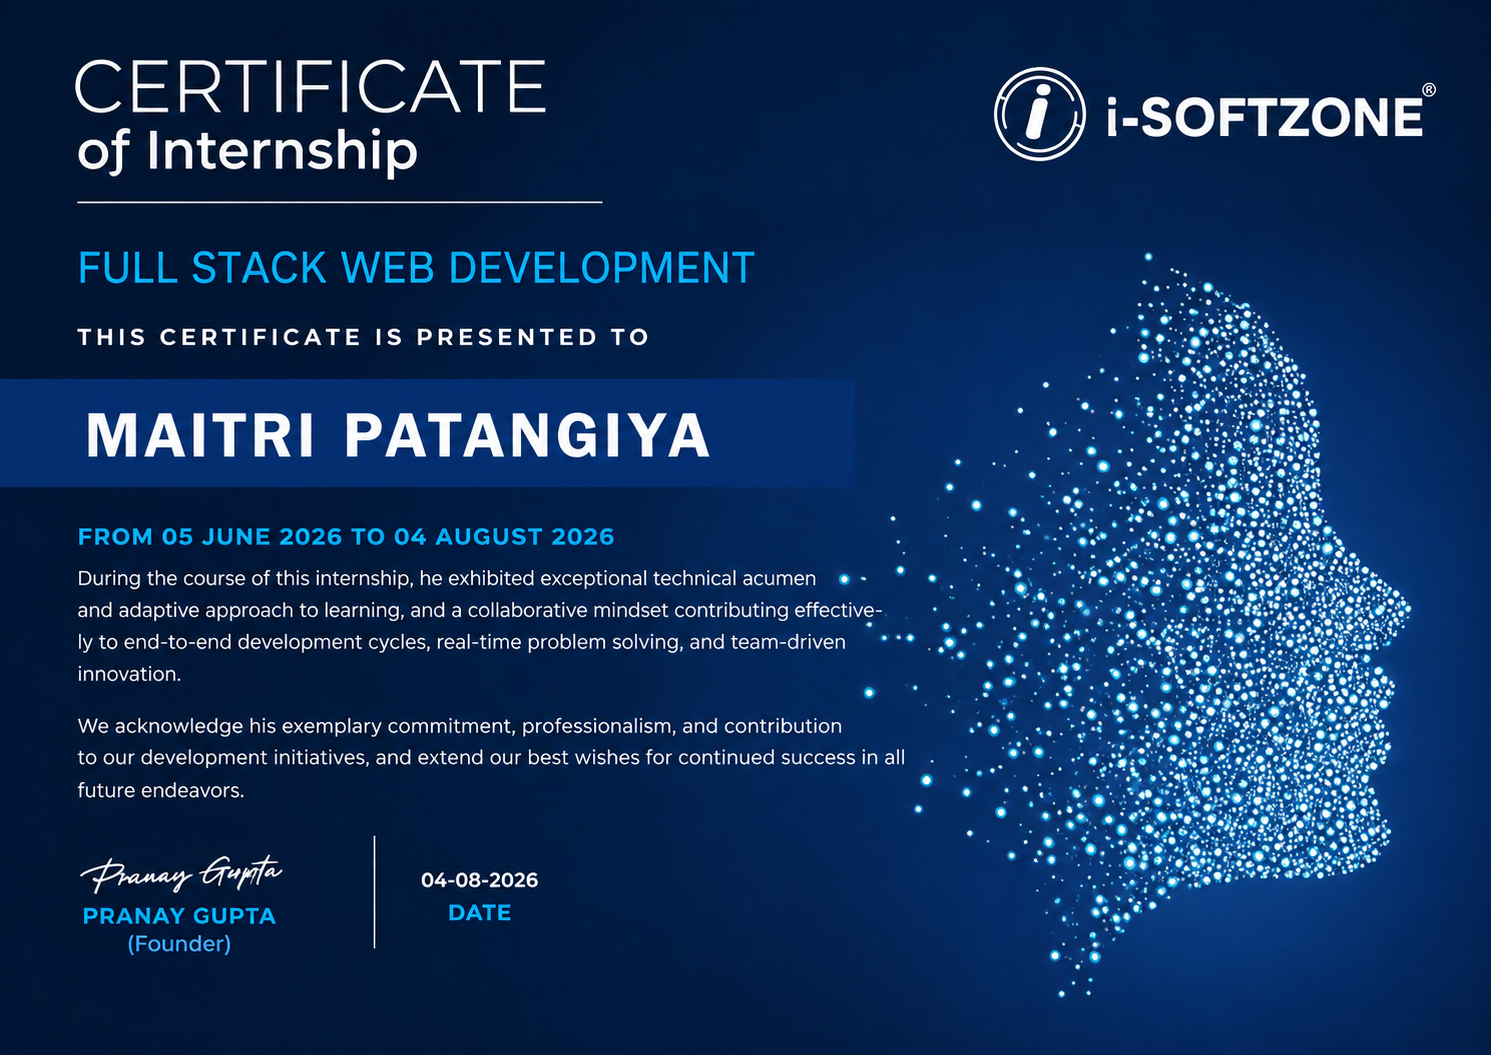 CERTIFICATE
of Internship
i
i-SOFTZONE®
FULL STACK WEB DEVELOPMENT
THIS CERTIFICATE IS PRESENTED TO
MAITRI PATANGIYA
FROM 05 JUNE 2026 TO 04 AUGUST 2026
During the course of this internship, he exhibited exceptional technical acumen
and adaptive approach to learning, and a collaborative mindset contributing effective-
ly to end-to-end development cycles, real-time problem solving, and team-driven
innovation.
We acknowledge his exemplary commitment, professionalism, and contribution
to our development initiatives, and extend our best wishes for continued success in all
future endeavors.
Pranay Gupta
PRANAY GUPTA
(Founder)
04-08-2026
DATE